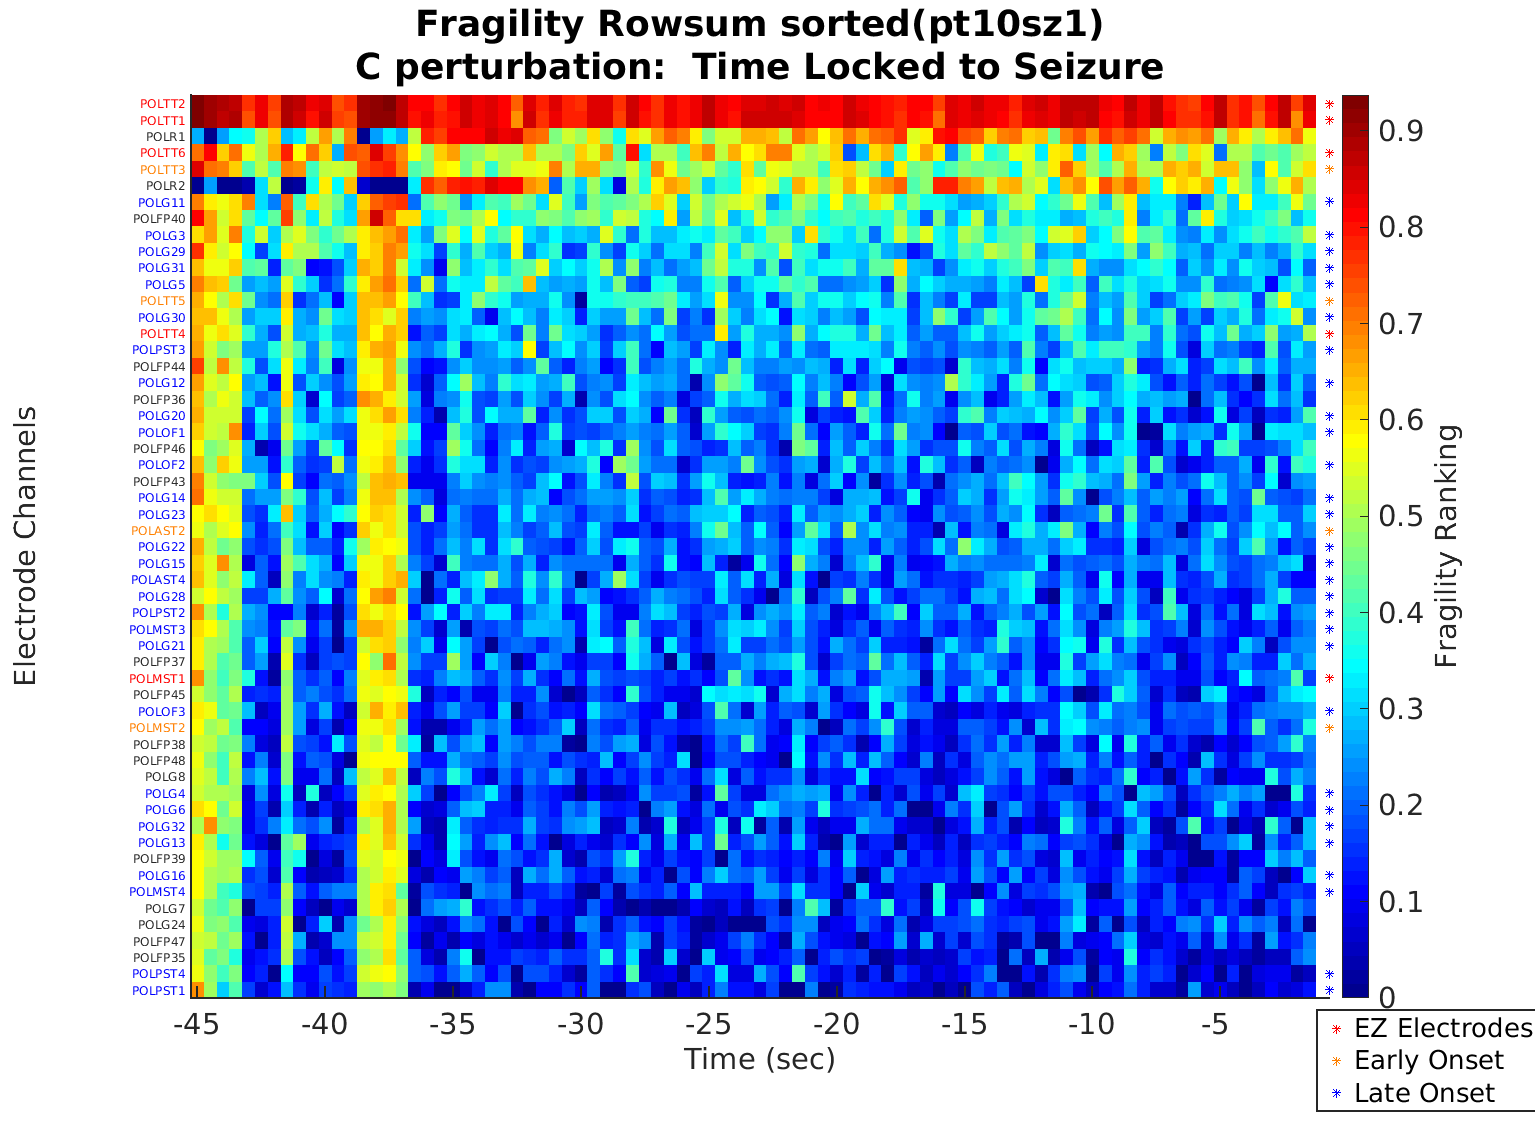 Fragility Rowsum sorted(pt10sz1)
C perturbation:  Time Locked to Seizure
Electrode Channels
POLTT2
POLTT1
POLR1
POLTT6
POLTT3
POLR2
POLG11
POLFP40
POLG3
POLG29
POLG31
POLG5
POLTT5
POLG30
POLTT4
POLPST3
POLFP44
POLG12
POLFP36
POLG20
POLOF1
POLFP46
POLOF2
POLFP43
POLG14
POLG23
POLAST2
POLG22
POLG15
POLAST4
POLG28
POLPST2
POLMST3
POLG21
POLFP37
POLMST1
POLFP45
POLOF3
POLMST2
POLFP38
POLFP48
POLG8
POLG4
POLG6
POLG32
POLG13
POLFP39
POLG16
POLMST4
POLG7
POLG24
POLFP47
POLFP35
POLPST4
POLPST1
-45 -40 -35 -30 -25 -20 -15 -10 -5
Time (sec)
0.9
0.8
0.7
0.6
0.5
0.4
0.3
0.2
0.1
0
Fragility Ranking
EZ Electrodes
Early Onset
Late Onset